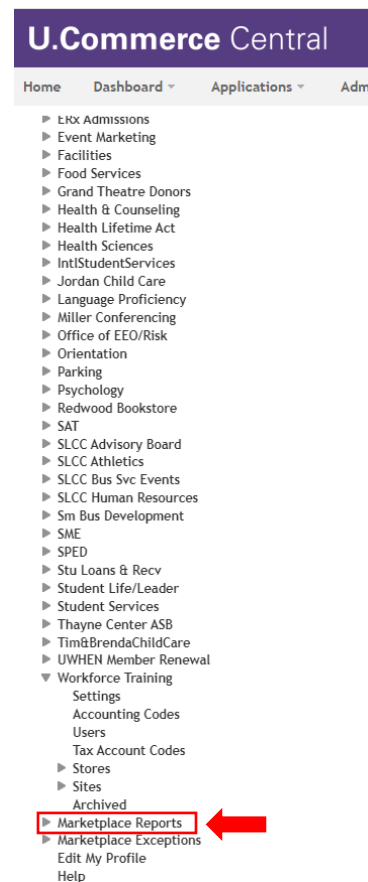 U.Commerce Central
Home Dashboard Applications Adm
ERx Admissions
Event Marketing
Facilities
Food Services
Grand Theatre Donors
Health & Counseling
Health Lifetime Act
Health Sciences
IntlStudentServices
Jordan Child Care
Language Proficiency
Miller Conferencing
Office of EEO/Risk
Orientation
Parking
Psychology
Redwood Bookstore
SAT
SLCC Advisory Board
SLCC Athletics
SLCC Bus Svc Events
SLCC Human Resources
Sm Bus Development
SME
SPED
Stu Loans & Recv
Student Life/Leader
Student Services
Thayne Center ASB
Tim&BrendaChildCare
UWHEN Member Renewal
Workforce Training
Settings
Accounting Codes
Users
Tax Account Codes
Stores
Sites
Archived
Marketplace Reports
Marketplace Exceptions
Edit My Profile
Help